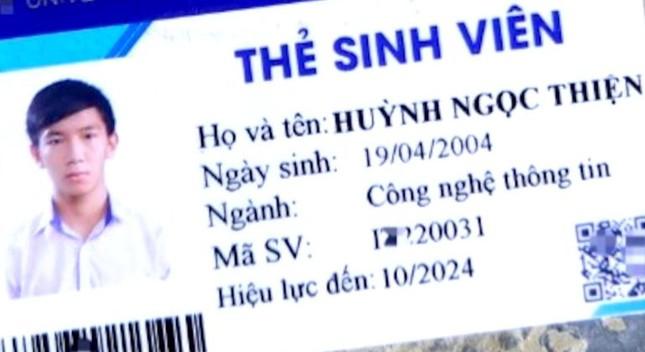 THẺ SINH VIÊN
Họ và tên: HUỲNH NGỌC THIỆN
Ngày sinh: 19/04/2004
Ngành: Công nghệ thông tin
Mã SV: 20031
Hiệu lực đến: 10/2024